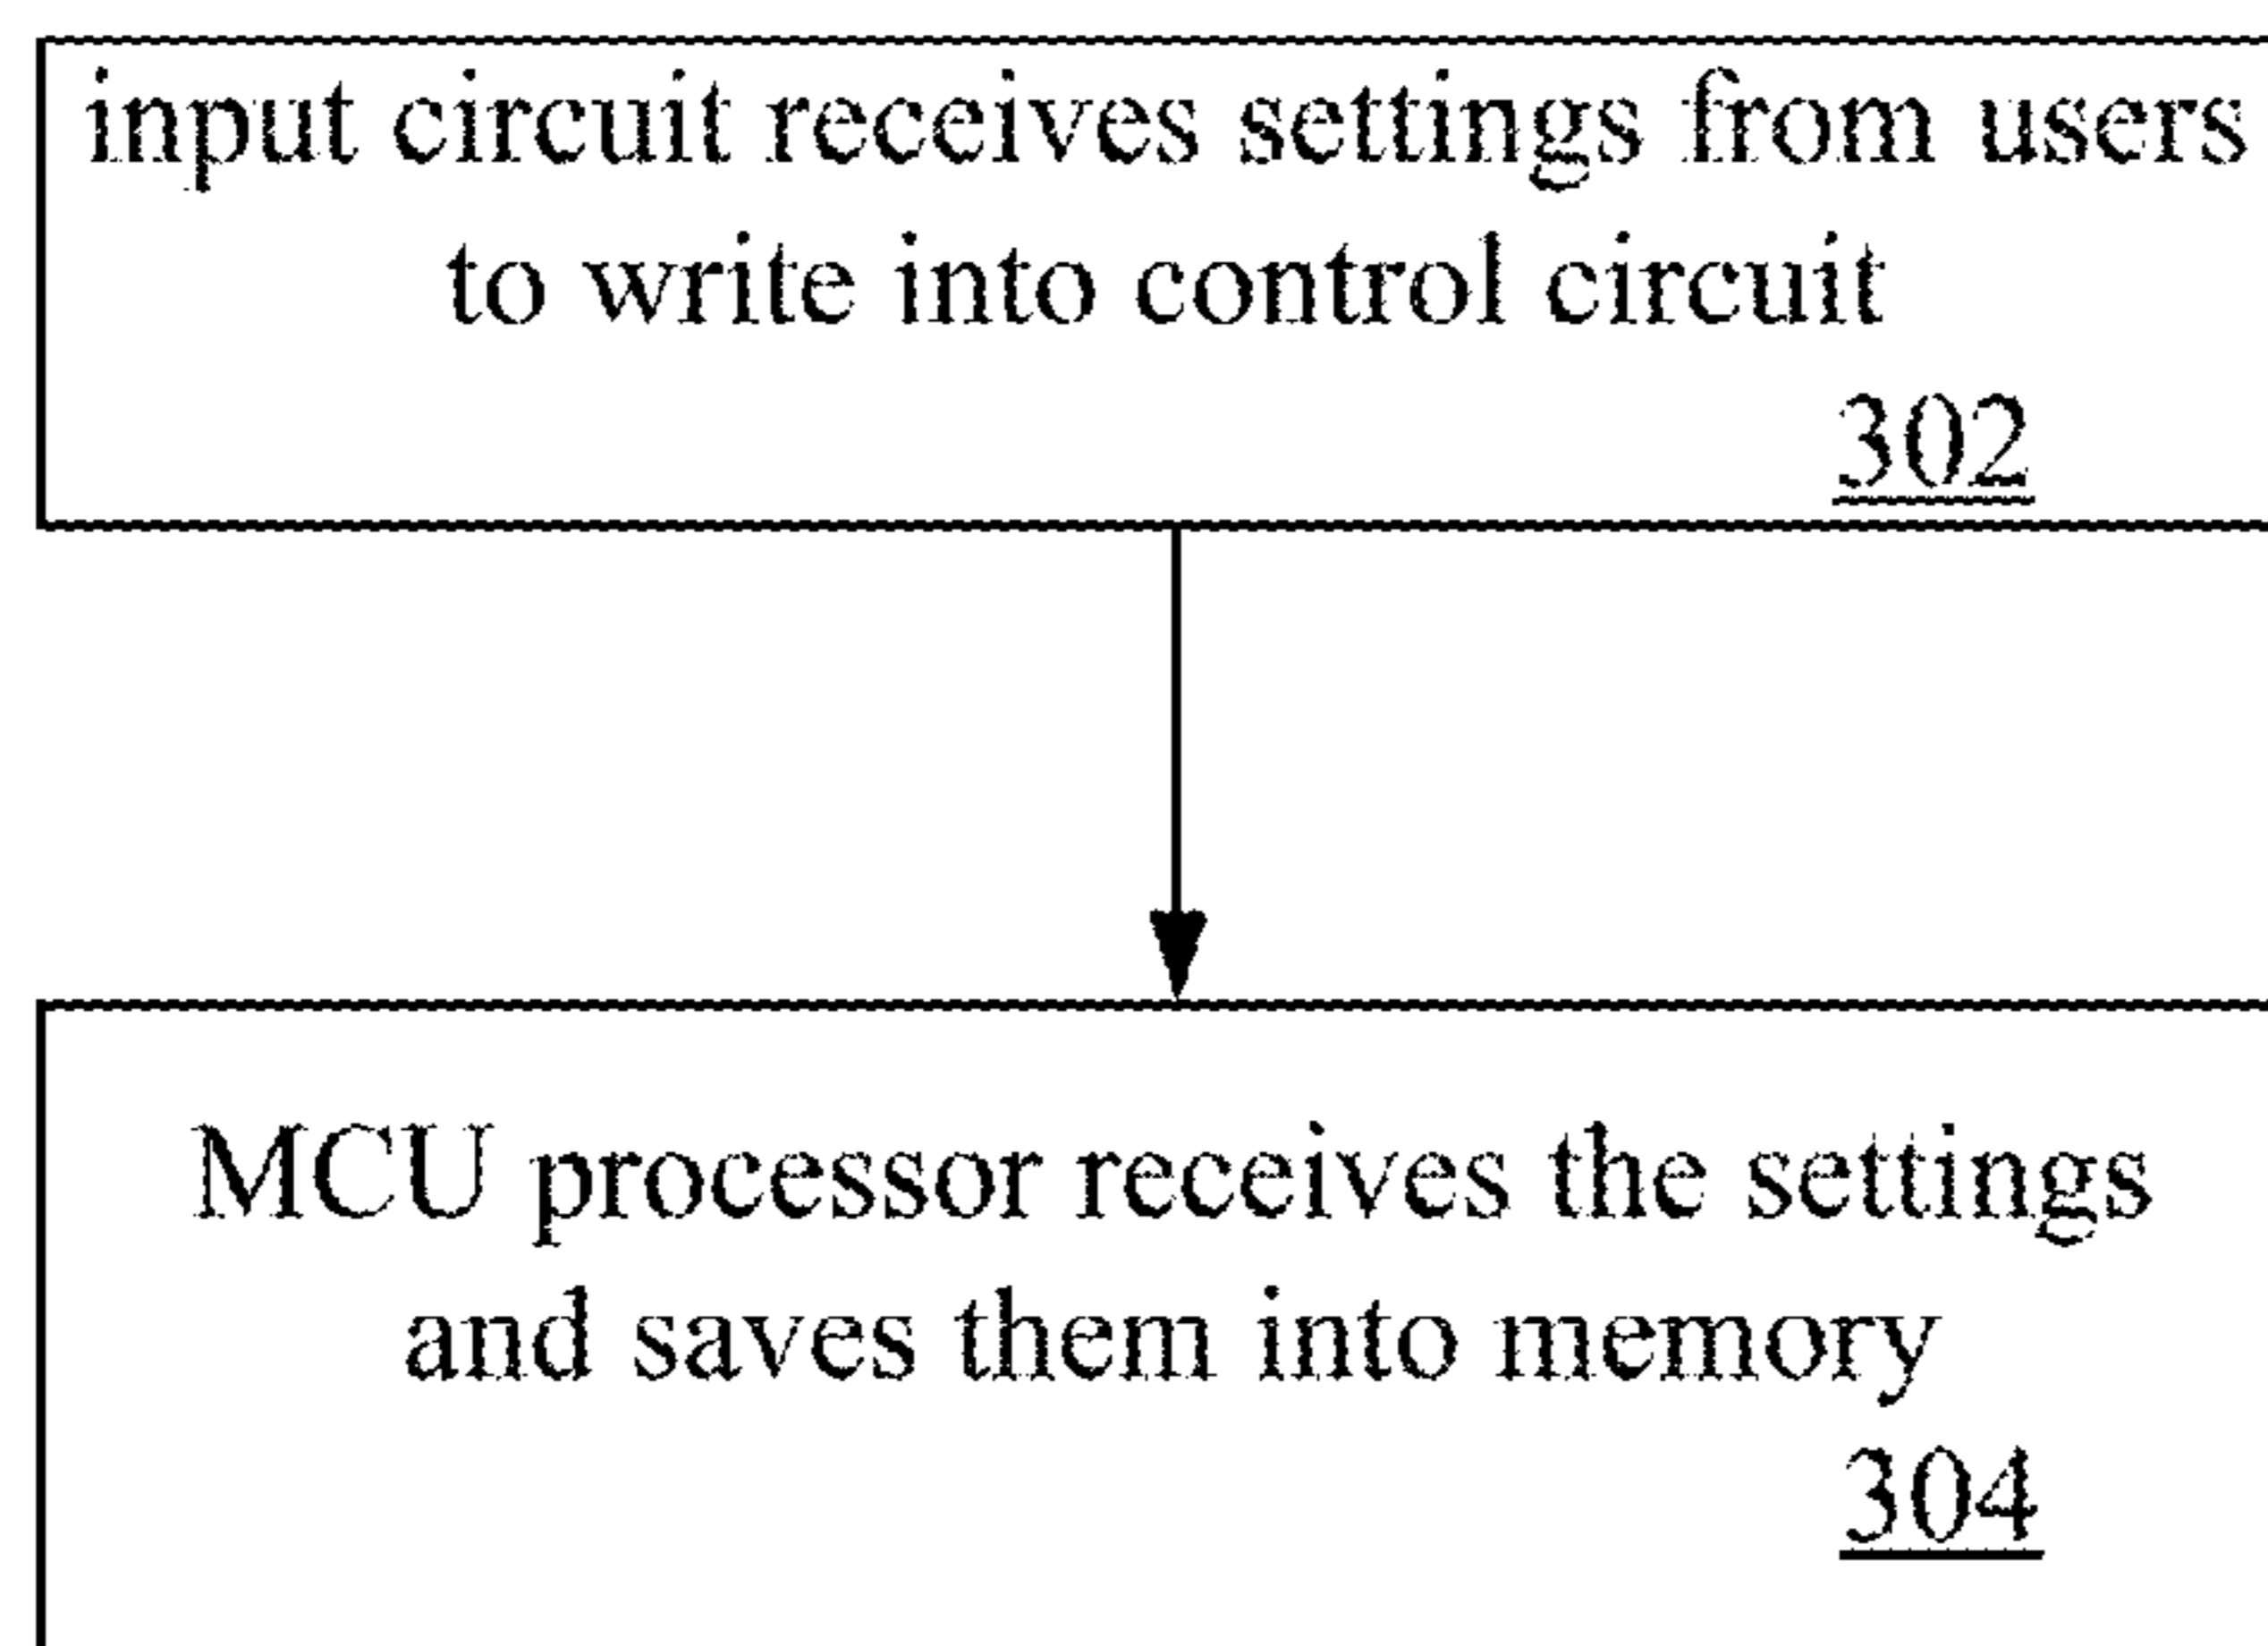 input circuit receives settings from users
to write into control circuit
302
MCU processor receives the settings
and saves them into memory
304